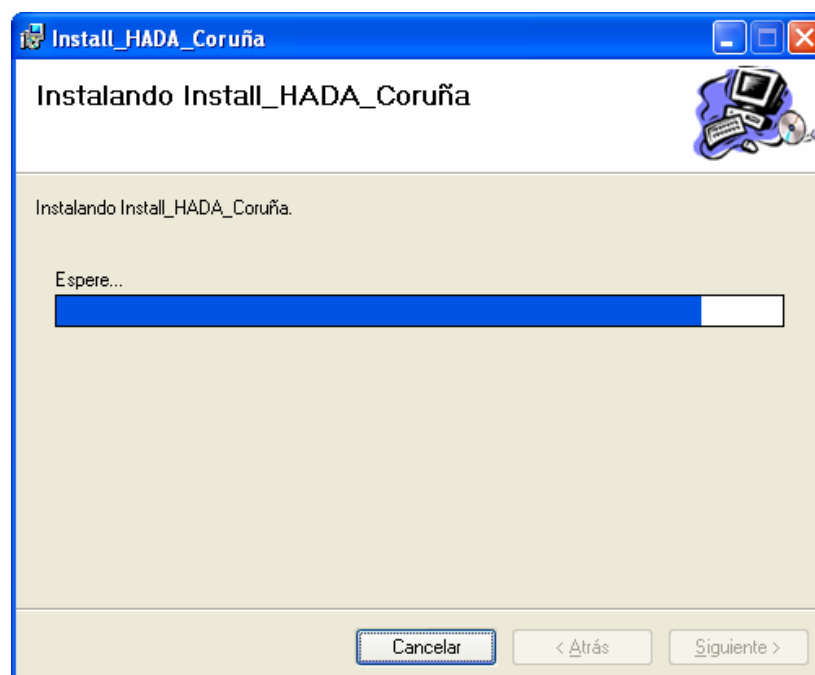 Install_HADA_Coruña
Instalando Install_HADA_Coruña
Instalando Install_HADA_Coruña.
Espere...
Cancelar
< Atrás
Siguiente >